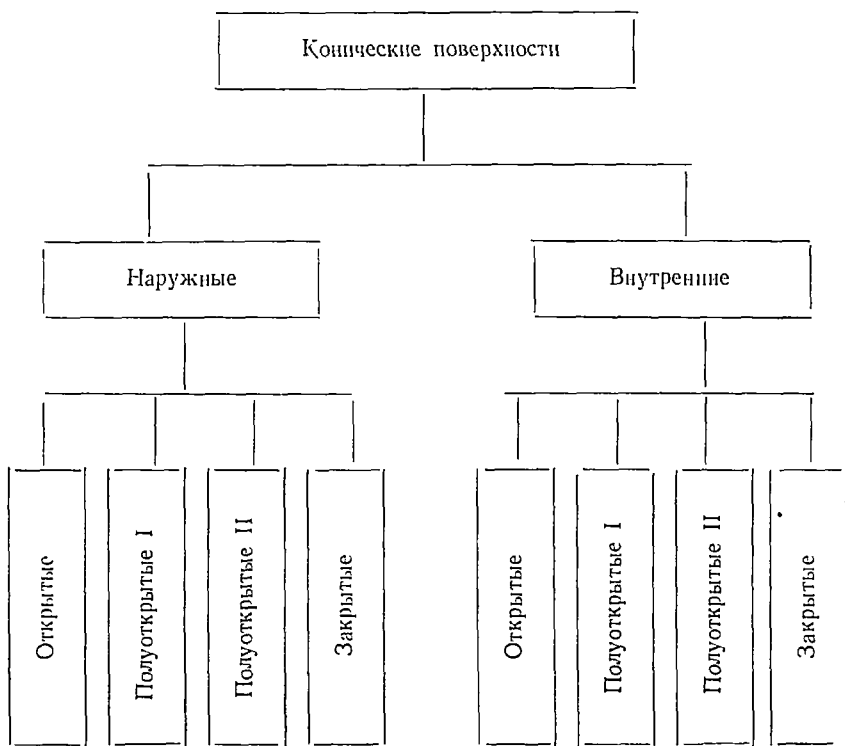 Конические поверхности
Наружные
Внутренние
Открытые
Полуоткрытые I
Полуоткрытые II
Закрытые
Открытые
Полуоткрытые I
Полуоткрытые II
Закрытые